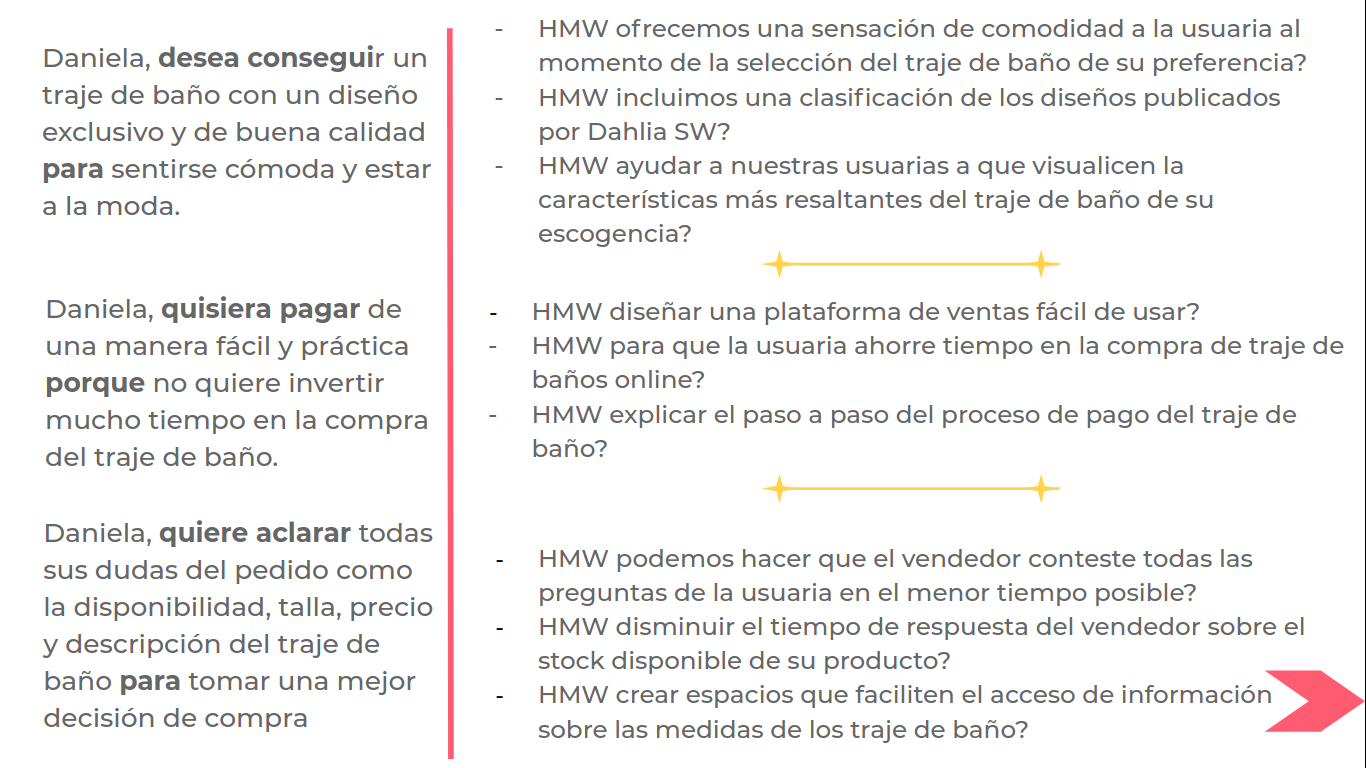 Daniela, desea conseguir un
traje de baño con un diseño
exclusivo y de buena calidad
para sentirse cómoda y estar
a la moda.
- HMW ofrecemos una sensación de comodidad a la usuaria al
momento de la selección del traje de baño de su preferencia?
- HMW incluimos una clasificación de los diseños publicados
por Dahlia SW?
- HMW ayudar a nuestras usuarias a que visualicen la
características más resaltantes del traje de baño de su
escogencia?
Daniela, quisiera pagar de
una manera fácil y práctica
porque no quiere invertir
mucho tiempo en la compra
del traje de baño.
- HMW diseñar una plataforma de ventas fácil de usar?
- HMW para que la usuaria ahorre tiempo en la compra de traje de
baños online?
- HMW explicar el paso a paso del proceso de pago del traje de
baño?
Daniela, quiere aclarar todas
sus dudas del pedido como
la disponibilidad, talla, precio
y descripción del traje de
baño para tomar una mejor
decisión de compra
- HMW podemos hacer que el vendedor conteste todas las
preguntas de la usuaria en el menor tiempo posible?
- HMW disminuir el tiempo de respuesta del vendedor sobre el
stock disponible de su producto?
- HMW crear espacios que faciliten el acceso de información
sobre las medidas de los traje de baño?